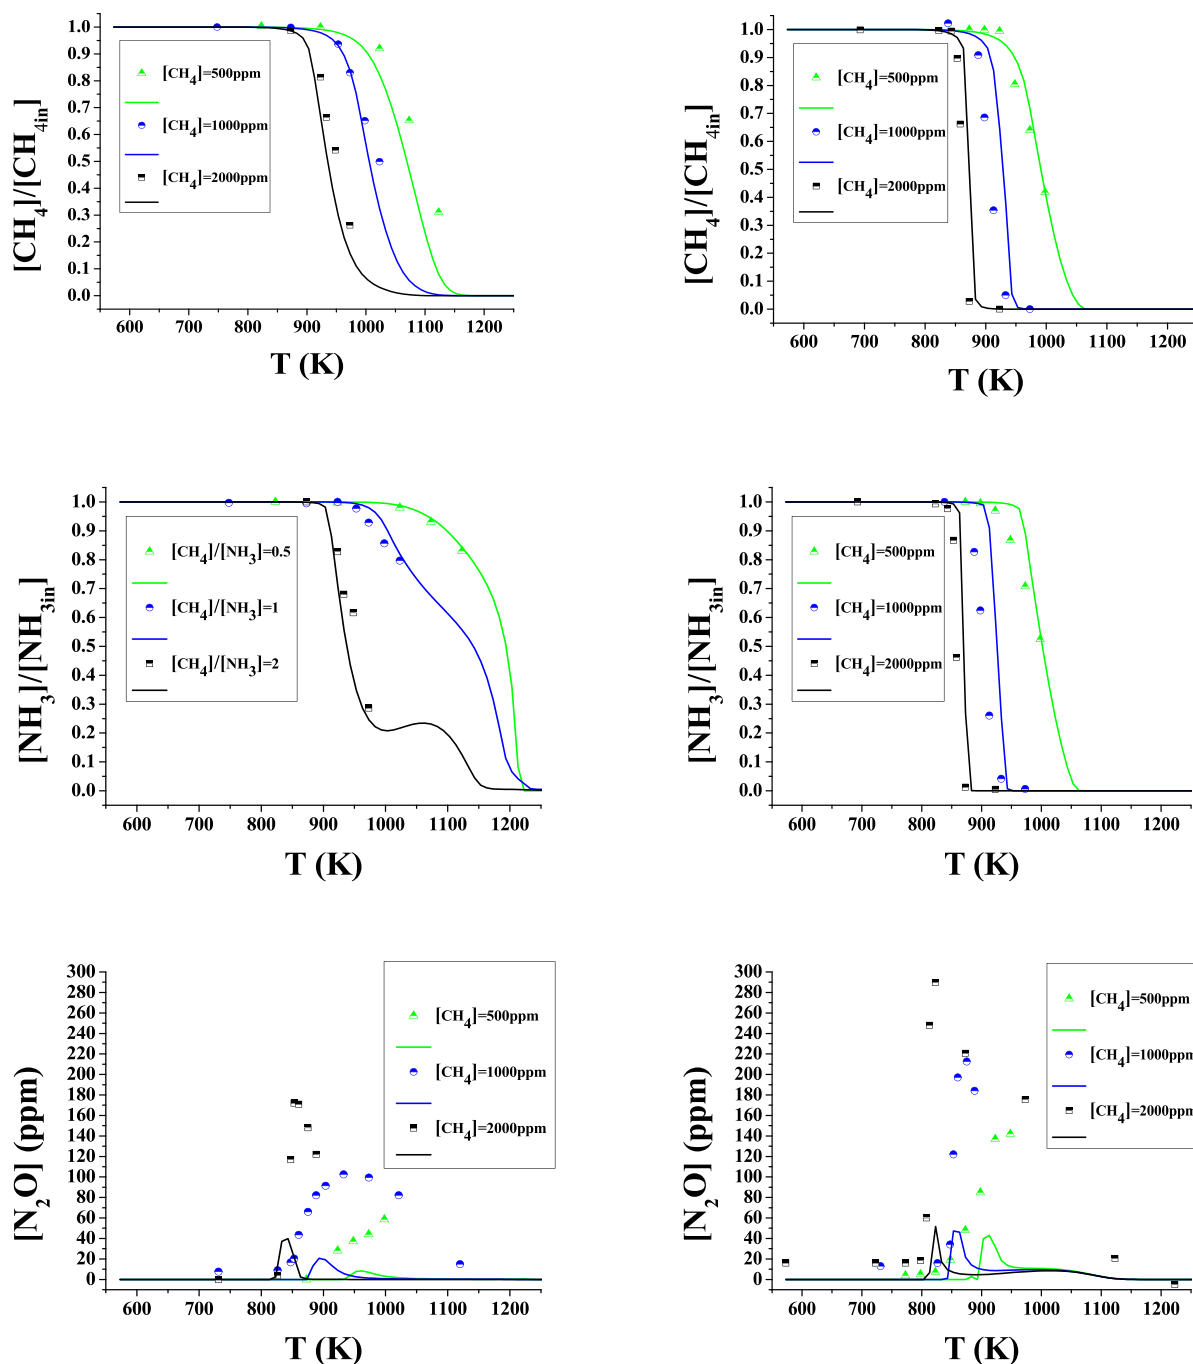 1.0
0.9
0.8
0.7
0.6
0.5
0.4
0.3
0.2
0.1
0.0
[CH4]/[CH4in]
[CH4]=500ppm
[CH4]=1000ppm
[CH4]=2000ppm
600 700 800 900 1000 1100 1200
T (K)
1.0
0.9
0.8
0.7
0.6
0.5
0.4
0.3
0.2
0.1
0.0
[CH4]/[CH4in]
[CH4]=500ppm
[CH4]=1000ppm
[CH4]=2000ppm
600 700 800 900 1000 1100 1200
T (K)
1.0
0.9
0.8
0.7
0.6
0.5
0.4
0.3
0.2
0.1
0.0
[NH3]/[NH3in]
[CH4]/[NH3]=0.5
[CH4]/[NH3]=1
[CH4]/[NH3]=2
600 700 800 900 1000 1100 1200
T (K)
1.0
0.9
0.8
0.7
0.6
0.5
0.4
0.3
0.2
0.1
0.0
[NH3]/[NH3in]
[CH4]=500ppm
[CH4]=1000ppm
[CH4]=2000ppm
600 700 800 900 1000 1100 1200
T (K)
300
280
260
240
220
200
180
160
140
120
100
80
60
40
20
0
[N2O] (ppm)
[CH4]=500ppm
[CH4]=1000ppm
[CH4]=2000ppm
600 700 800 900 1000 1100 1200
T (K)
300
280
260
240
220
200
180
160
140
120
100
80
60
40
20
0
[N2O] (ppm)
[CH4]=500ppm
[CH4]=1000ppm
[CH4]=2000ppm
600 700 800 900 1000 1100 1200
T (K)